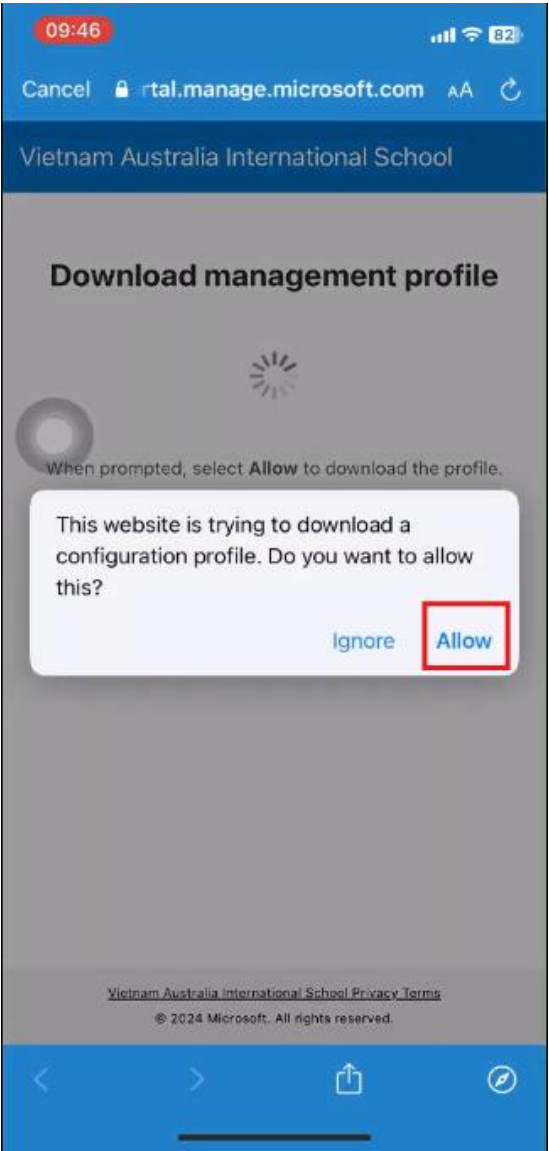 09:46
82
Cancel rtal.manage.microsoft.com AA
Vietnam Australia International School
Download management profile
When prompted, select Allow to download the profile.
This website is trying to download a
configuration profile. Do you want to allow
this?
Ignore Allow
Vietnam Australia International School Privacy Terms
© 2024 Microsoft. All rights reserved.